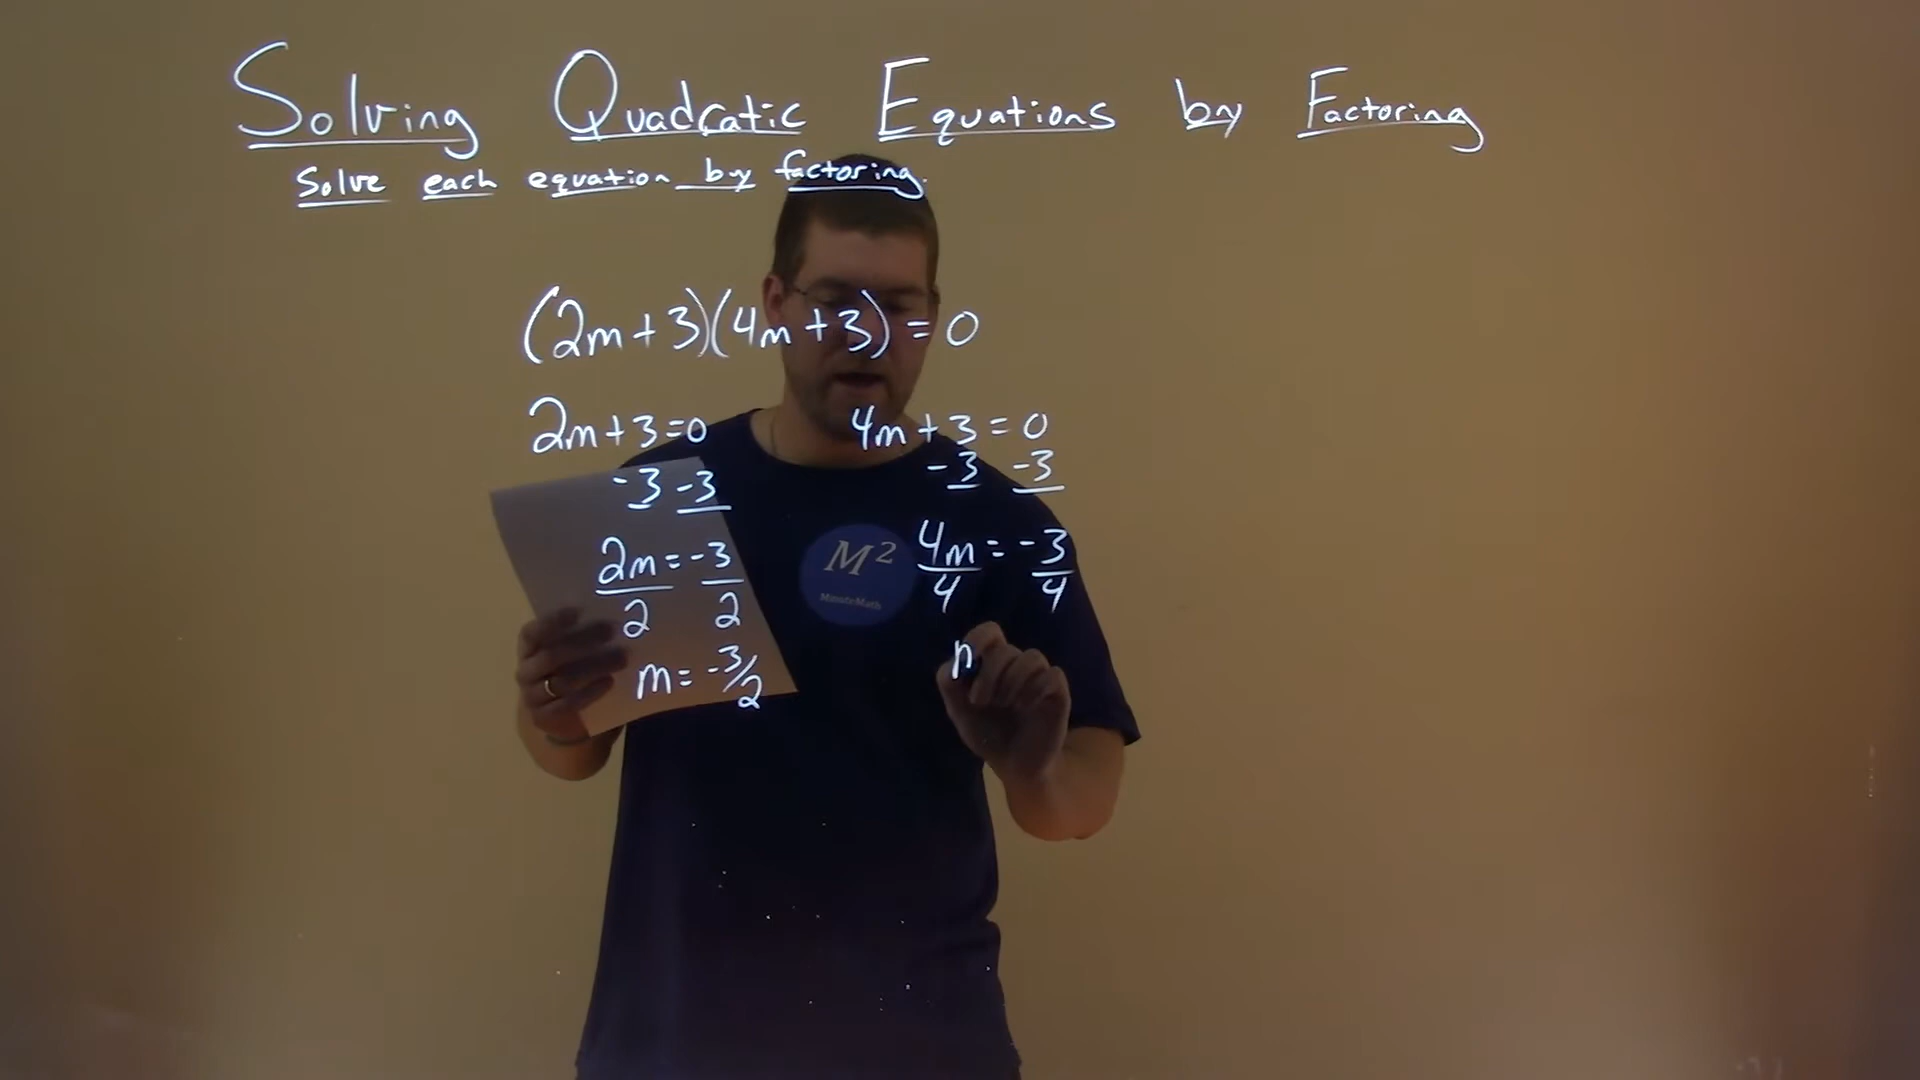 Solving Quadratic Equations by Factoring
Solve each equation by factoring.
(2m+3)(4m+3)=0
2m+3=0
-3 -3
2m=-3
2 2
m=-3/2
4m+3=0
-3 -3
4m=-3
4 4
M²
MinuteMath